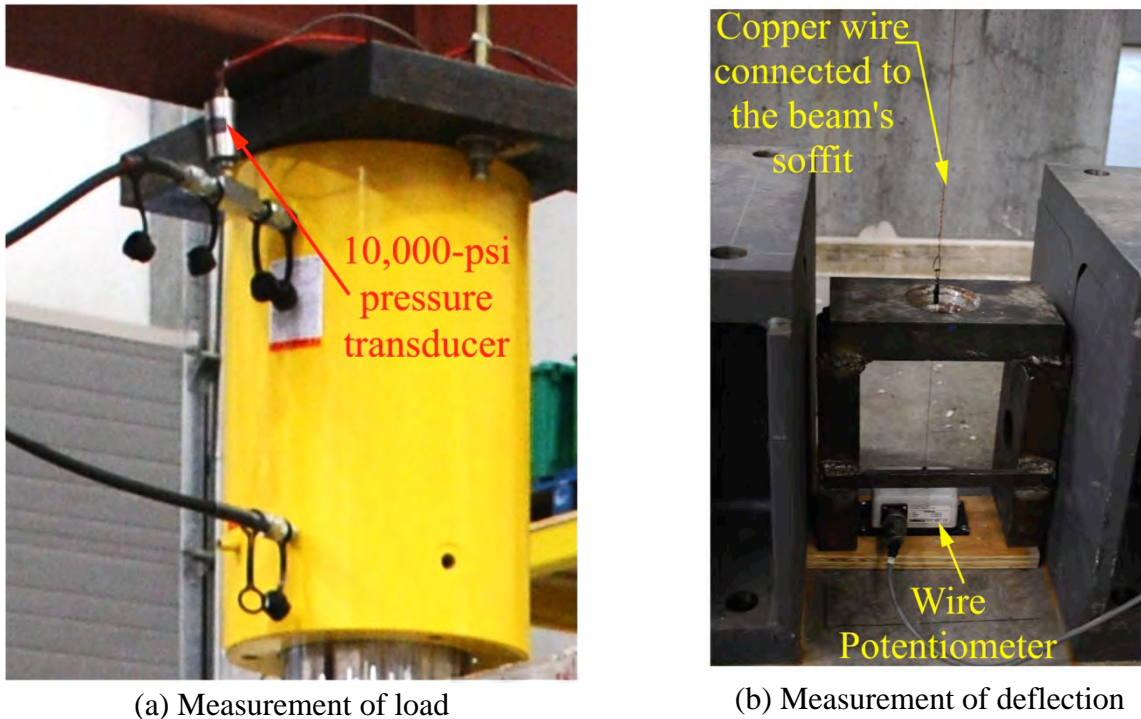 10,000-psi
pressure
transducer
(a) Measurement of load
Copper wire
connected to
the beam's
soffit
Wire
Potentiometer
(b) Measurement of deflection